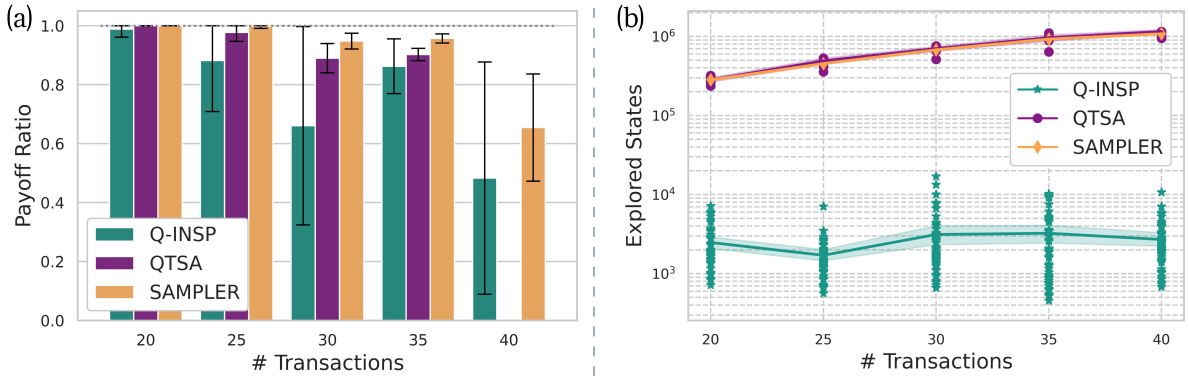 (a)
Payoff Ratio
1.0
0.8
0.6
0.4
0.2
0.0
Q-INSP
QTSA
SAMPLER
20 25 30 35 40
# Transactions
(b)
Explored States
10⁶
10⁵
10⁴
10³
Q-INSP
QTSA
SAMPLER
20 25 30 35 40
# Transactions